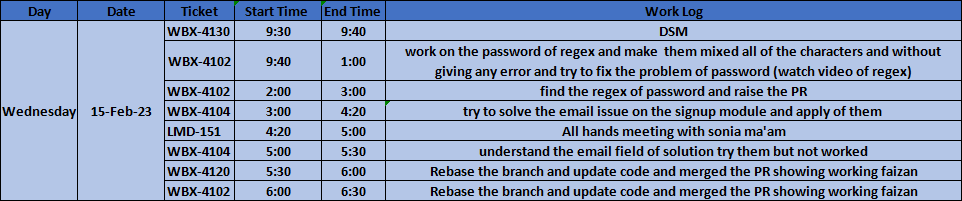 Day Date Ticket Start Time End Time Work Log
WBX-4130 9:30 9:40 DSM
WBX-4102 9:40 1:00 work on the password of regex and make them mixed all of the characters and without
giving any error and try to fix the problem of password (watch video of regex)
WBX-4102 2:00 3:00 find the regex of password and raise the PR
Wednesday 15-Feb-23 WBX-4104 3:00 4:20 try to solve the email issue on the signup module and apply of them
LMD-151 4:20 5:00 All hands meeting with sonia ma'am
WBX-4104 5:00 5:30 understand the email field of solution try them but not worked
WBX-4120 5:30 6:00 Rebase the branch and update code and merged the PR showing working faizan
WBX-4102 6:00 6:30 Rebase the branch and update code and merged the PR showing working faizan